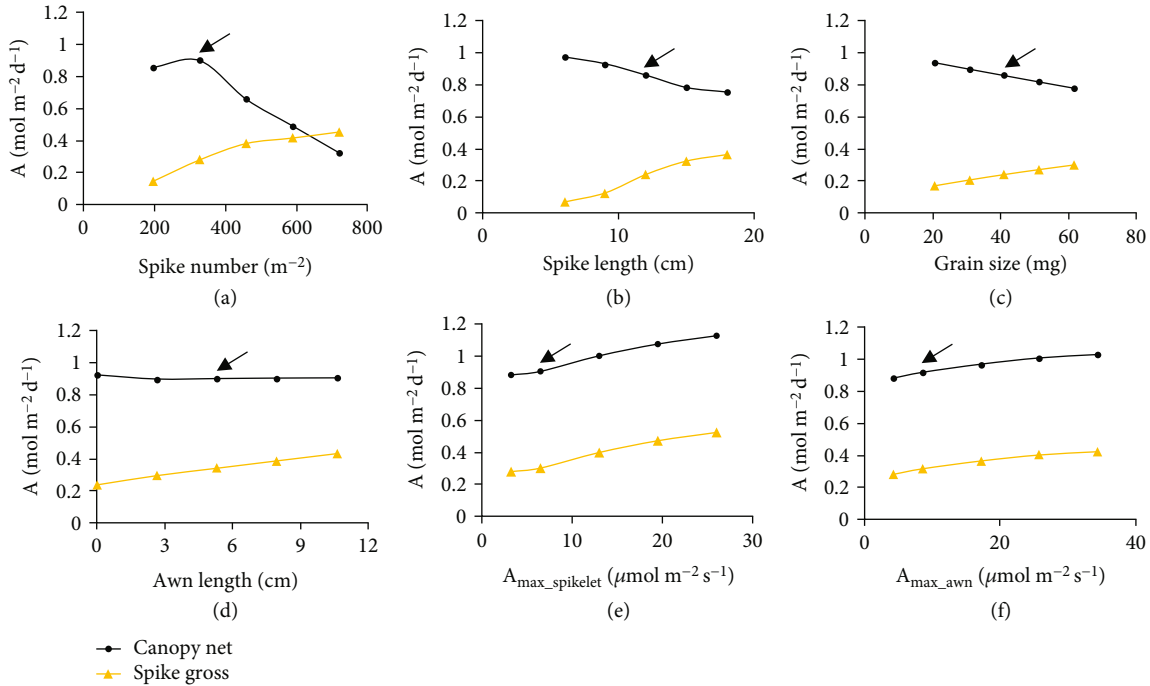 A (mol m⁻² d⁻¹)
1.2
1
0.8
0.6
0.4
0.2
0
0 200 400 600 800
Spike number (m⁻²)
(a)
A (mol m⁻² d⁻¹)
1.2
1
0.8
0.6
0.4
0.2
0
0 10 20
Spike length (cm)
(b)
A (mol m⁻² d⁻¹)
1.2
1
0.8
0.6
0.4
0.2
0
0 20 40 60 80
Grain size (mg)
(c)
A (mol m⁻² d⁻¹)
1.2
1
0.8
0.6
0.4
0.2
0
0 3 6 9 12
Awn length (cm)
(d)
A (mol m⁻² d⁻¹)
1.2
1
0.8
0.6
0.4
0.2
0
0 10 20 30
A_max_spikelet (μmol m⁻² s⁻¹)
(e)
A (mol m⁻² d⁻¹)
1.2
1
0.8
0.6
0.4
0.2
0
0 20 40
A_max_awn (μmol m⁻² s⁻¹)
(f)
Canopy net
Spike gross